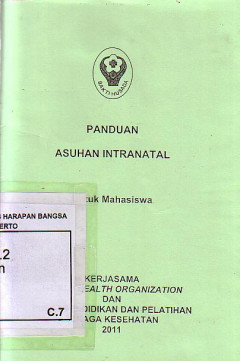 BAKTI HUSADA
PANDUAN
ASUHAN INTRANATAL
tuk Mahasiswa
S HARAPAN BANGSA
ERTO
.2
n
C.7
KERJASAMA
EALTH ORGANIZATION
DAN
DIDIKAN DAN PELATIHAN
AGA KESEHATAN
2011